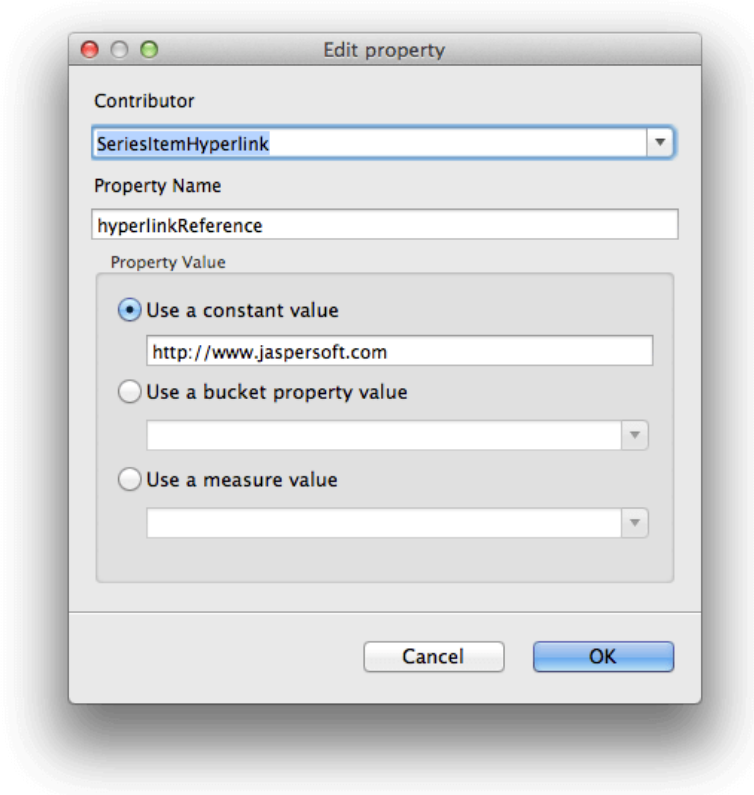 Edit property
Contributor
SeriesItemHyperlink
Property Name
hyperlinkReference
Property Value
Use a constant value
http://www.jaspersoft.com
Use a bucket property value
Use a measure value
Cancel OK